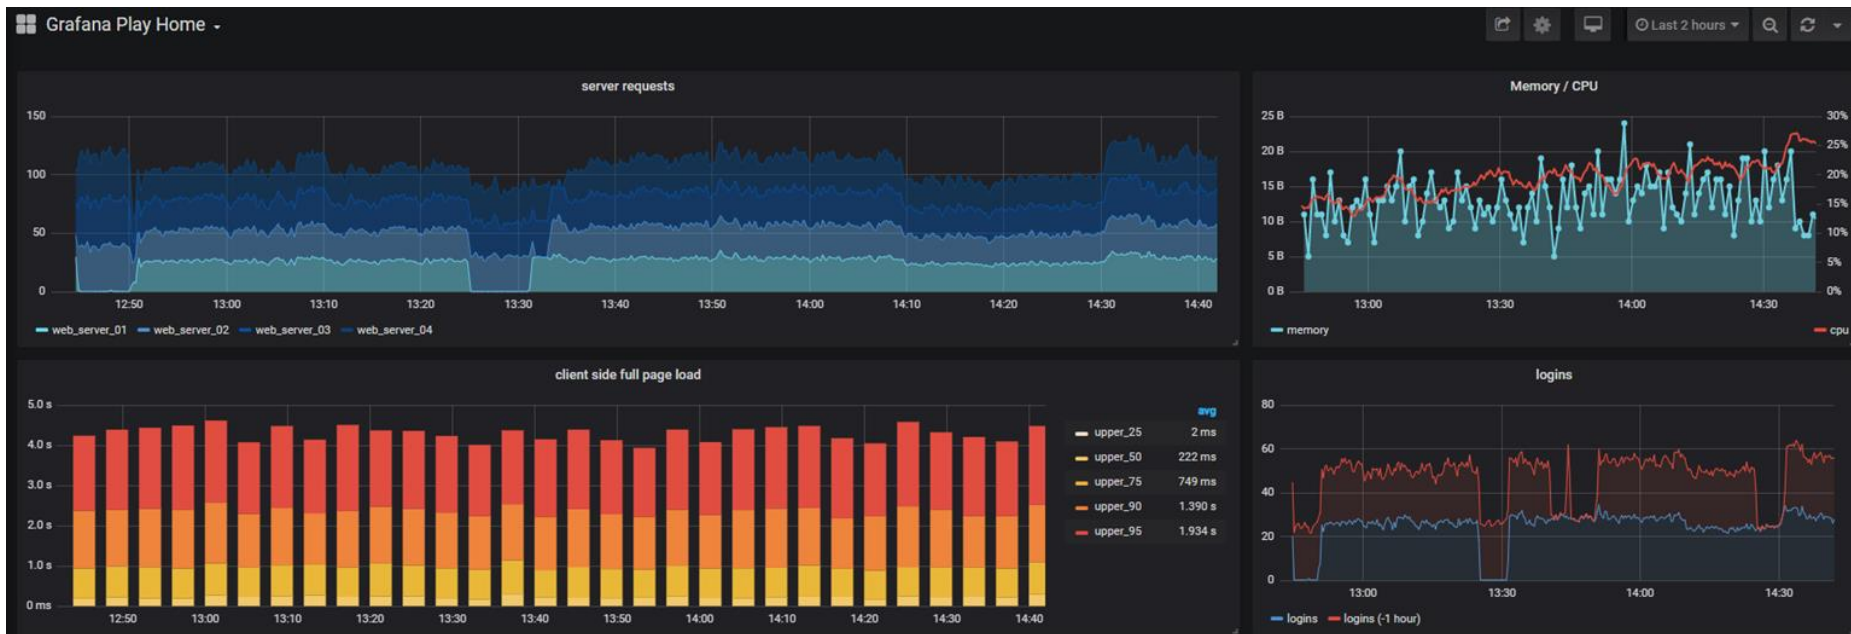 Grafana Play Home
Last 2 hours
server requests
150
100
50
0
12:50 13:00 13:10 13:20 13:30 13:40 13:50 14:00 14:10 14:20 14:30 14:40
web_server_01 web_server_02 web_server_03 web_server_04
Memory / CPU
25 B 30%
25%
20 B
20%
15 B
15%
10 B
10%
5 B
5%
0 B 0%
13:00 13:30 14:00 14:30
memory cpu
client side full page load
5.0 s
4.0 s
3.0 s
2.0 s
1.0 s
0 ms
12:50 13:00 13:10 13:20 13:30 13:40 13:50 14:00 14:10 14:20 14:30 14:40
avg
upper_25 2 ms
upper_50 222 ms
upper_75 749 ms
upper_90 1.390 s
upper_95 1.934 s
logins
80
60
40
20
0
13:00 13:30 14:00 14:30
logins logins (-1 hour)